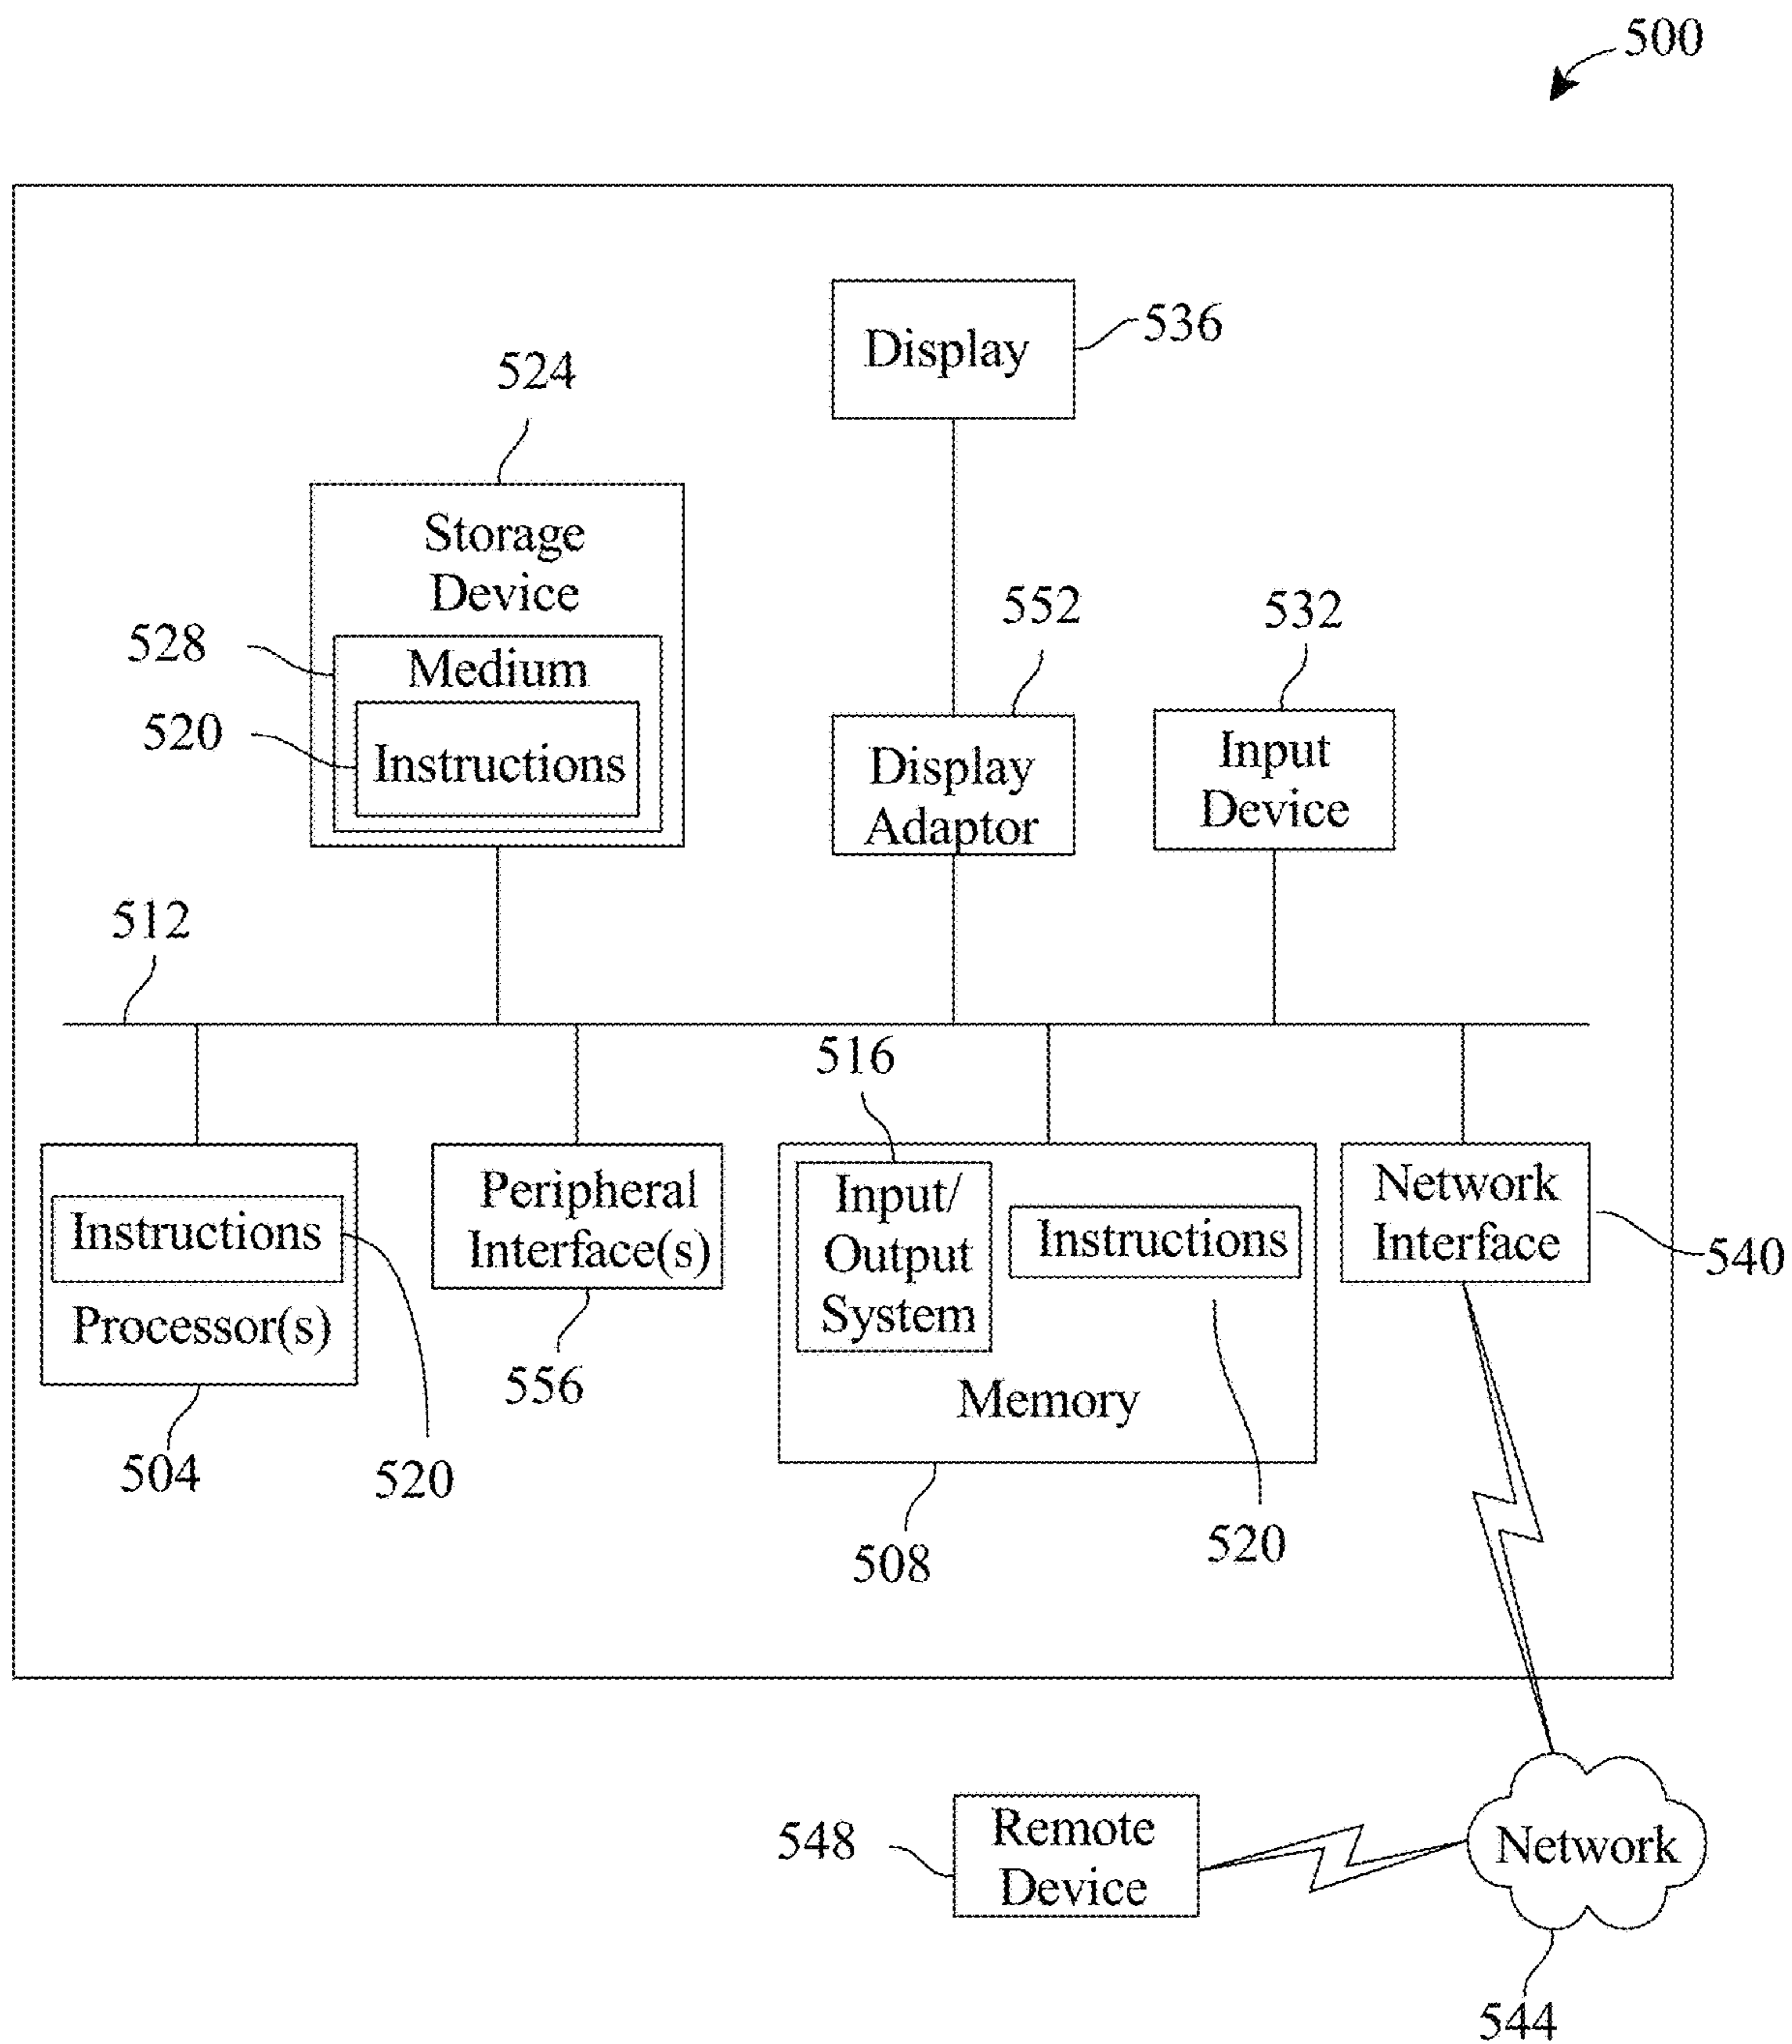 500
Display
536
524
Storage
Device
528
Medium
520
Instructions
552
Display
Adaptor
532
Input
Device
512
516
Instructions
Processor(s)
504
520
Peripheral
Interface(s)
556
Input/
Output
System
Instructions
Memory
508
520
Network
Interface
540
548
Remote
Device
Network
544